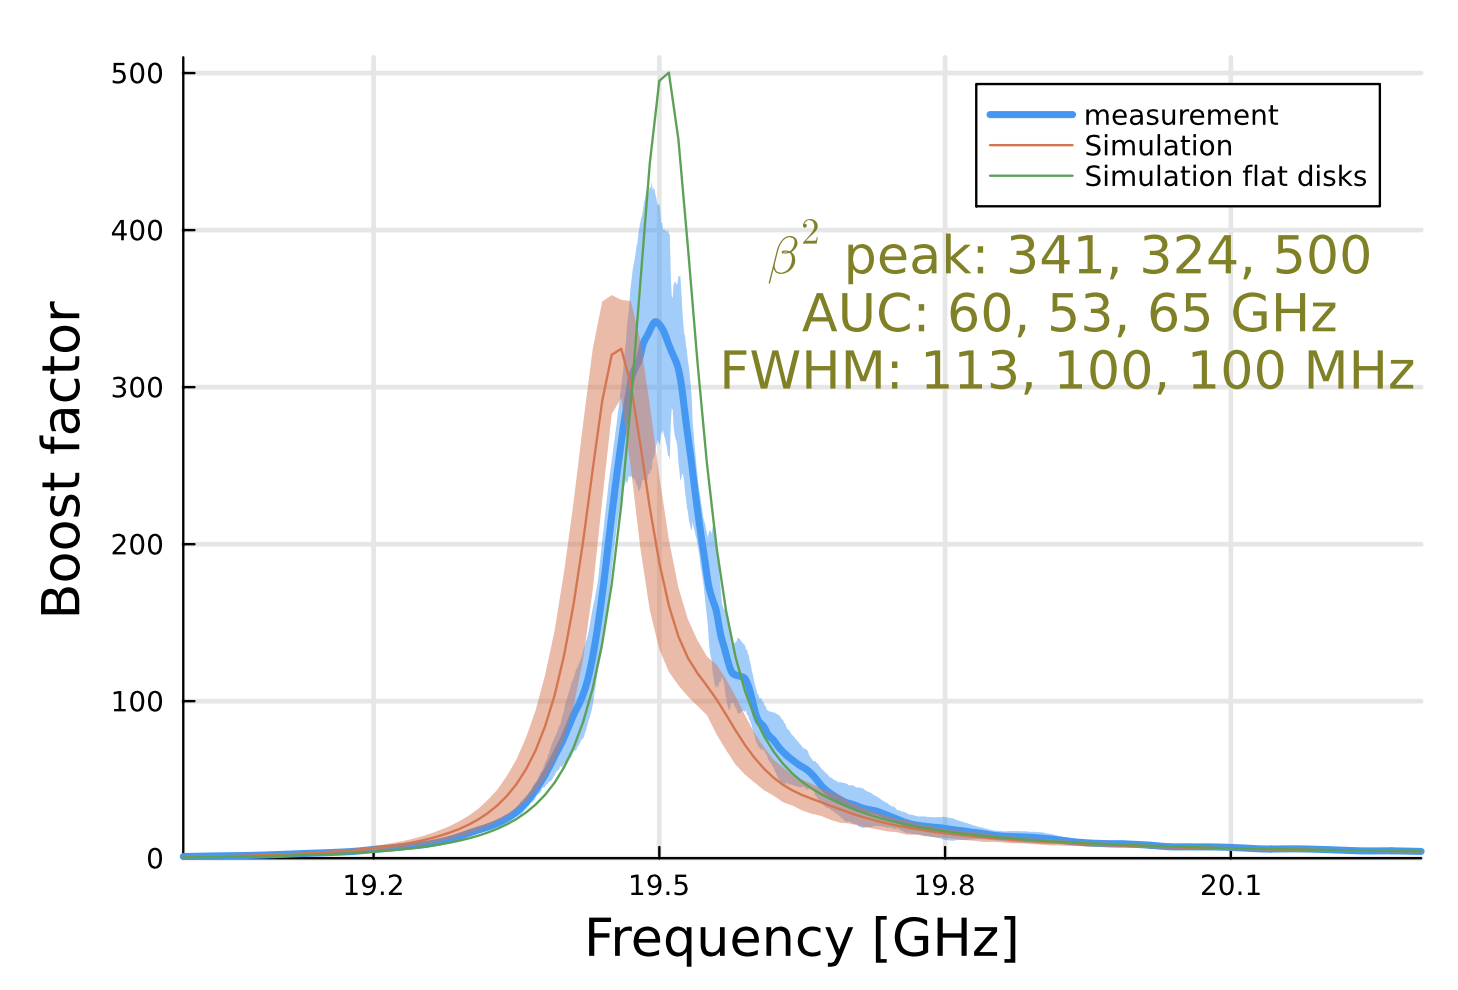 500
400
300
200
100
0
19.2 19.5 19.8 20.1
Boost factor
Frequency [GHz]
measurement
Simulation
Simulation flat disks
β² peak: 341, 324, 500
AUC: 60, 53, 65 GHz
FWHM: 113, 100, 100 MHz